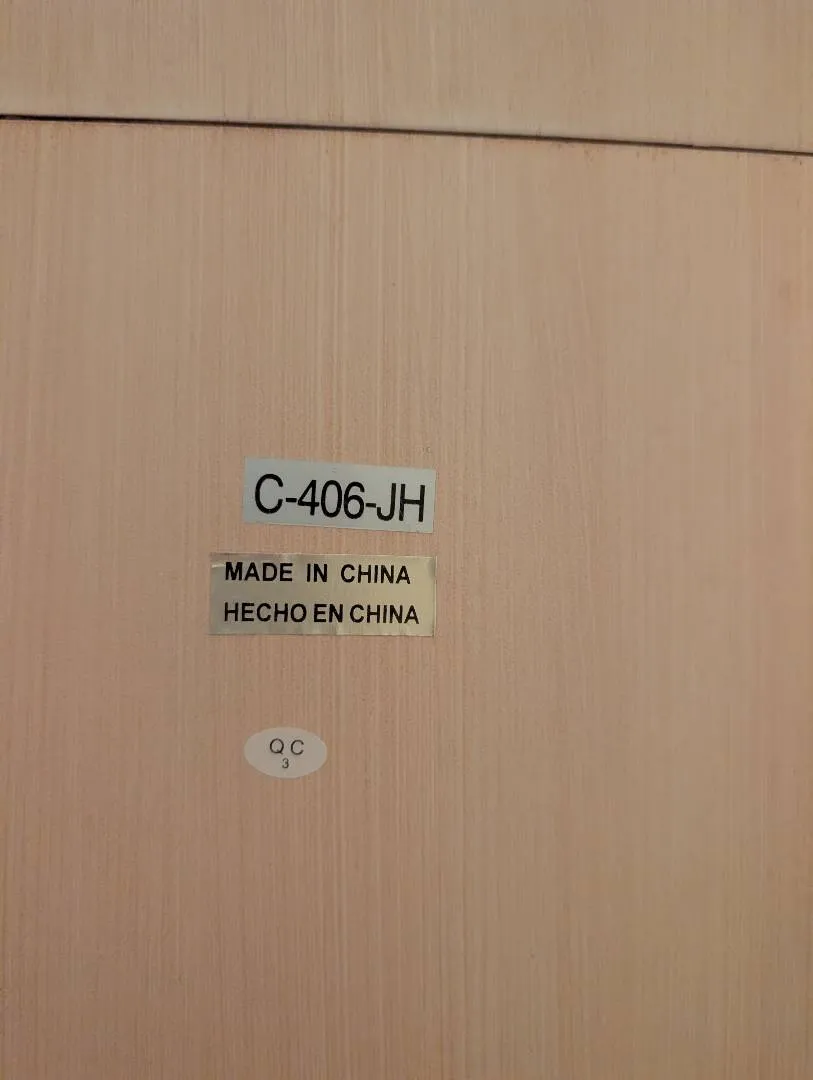 C-406-JH
MADE IN CHINA
HECHO EN CHINA
QC
3